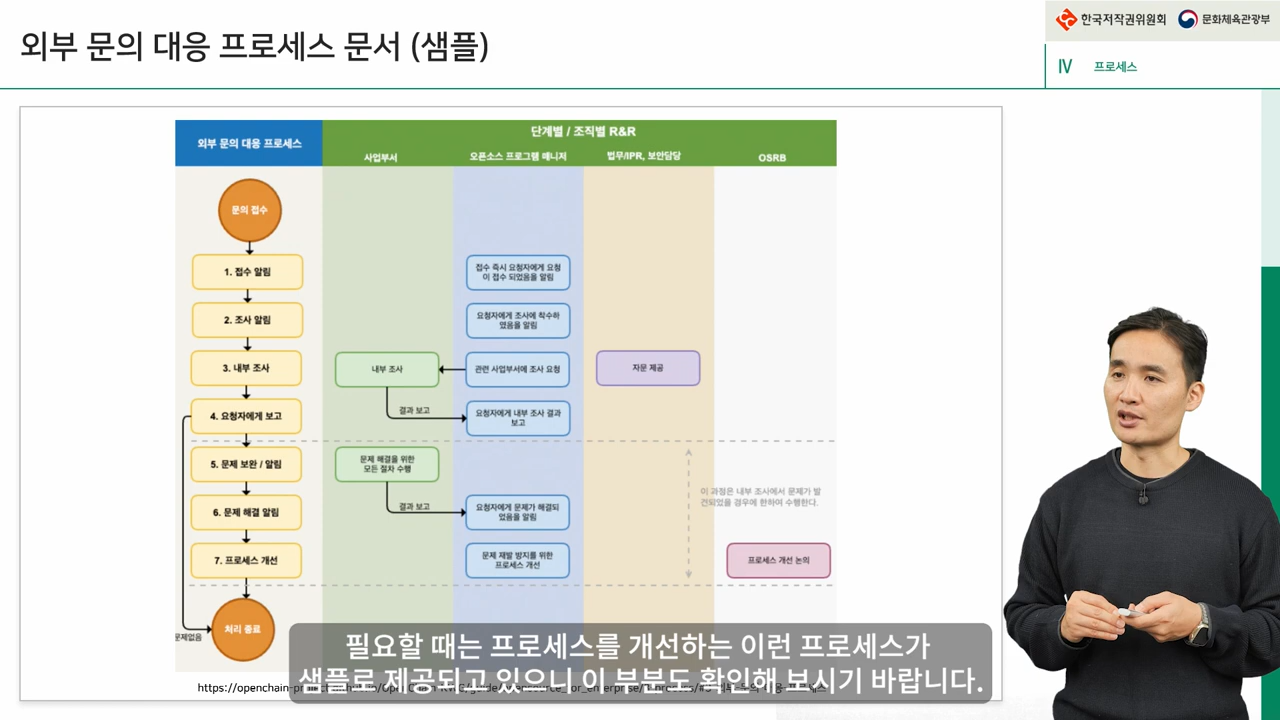 외부 문의 대응 프로세스 문서 (샘플)
한국저작권위원회
문화체육관광부
Ⅳ 프로세스
외부 문의 대응 프로세스
단계별 / 조직별 R&R
사업부서
오픈소스 프로그램 매니저
법무/IPR, 보안담당
OSRB
문의 접수
1. 접수 알림
접수 즉시 요청자에게 요청
이 접수 되었음을 알림
2. 조사 알림
요청자에게 조사에 착수하
였음을 알림
3. 내부 조사
내부 조사
관련 사업부서에 조사 요청
자문 제공
4. 요청자에게 보고
결과 보고
요청자에게 내부 조사 결과
보고
5. 문제 보완 / 알림
문제 해결을 위한
모든 절차 수행
이 과정은 내부 조사에서 문제가 발
견되었을 경우에 한하여 수행한다.
6. 문제 해결 알림
결과 보고
요청자에게 문제가 해결되
었음을 알림
7. 프로세스 개선
문제 재발 방지를 위한
프로세스 개선
프로세스 개선 논의
문제없음
처리 종료
필요할 때는 프로세스를 개선하는 이런 프로세스가
샘플로 제공되고 있으니 이 부분도 확인해 보시기 바랍니다.